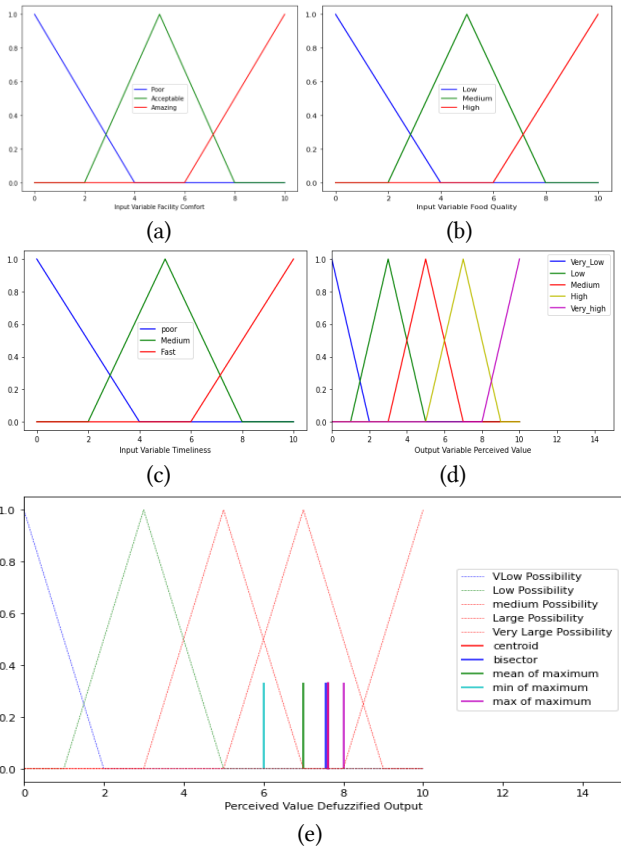 1.0
0.8
0.6
0.4
0.2
0.0
Poor
Acceptable
Amazing
0 2 4 6 8 10
Input Variable Facility Comfort
(a)
1.0
0.8
0.6
0.4
0.2
0.0
Low
Medium
High
0 2 4 6 8 10
Input Variable Food Quality
(b)
1.0
0.8
0.6
0.4
0.2
0.0
poor
Medium
Fast
0 2 4 6 8 10
Input Variable Timeliness
(c)
1.0
0.8
0.6
0.4
0.2
0.0
Very_Low
Low
Medium
High
Very_high
0 2 4 6 8 10 12 14
Output Variable Perceived Value
(d)
1.0
0.8
0.6
0.4
0.2
0.0
VLow Possibility
Low Possibility
medium Possibility
Large Possibility
Very Large Possibility
centroid
bisector
mean of maximum
min of maximum
max of maximum
0 2 4 6 8 10 12 14
Perceived Value Defuzzified Output
(e)